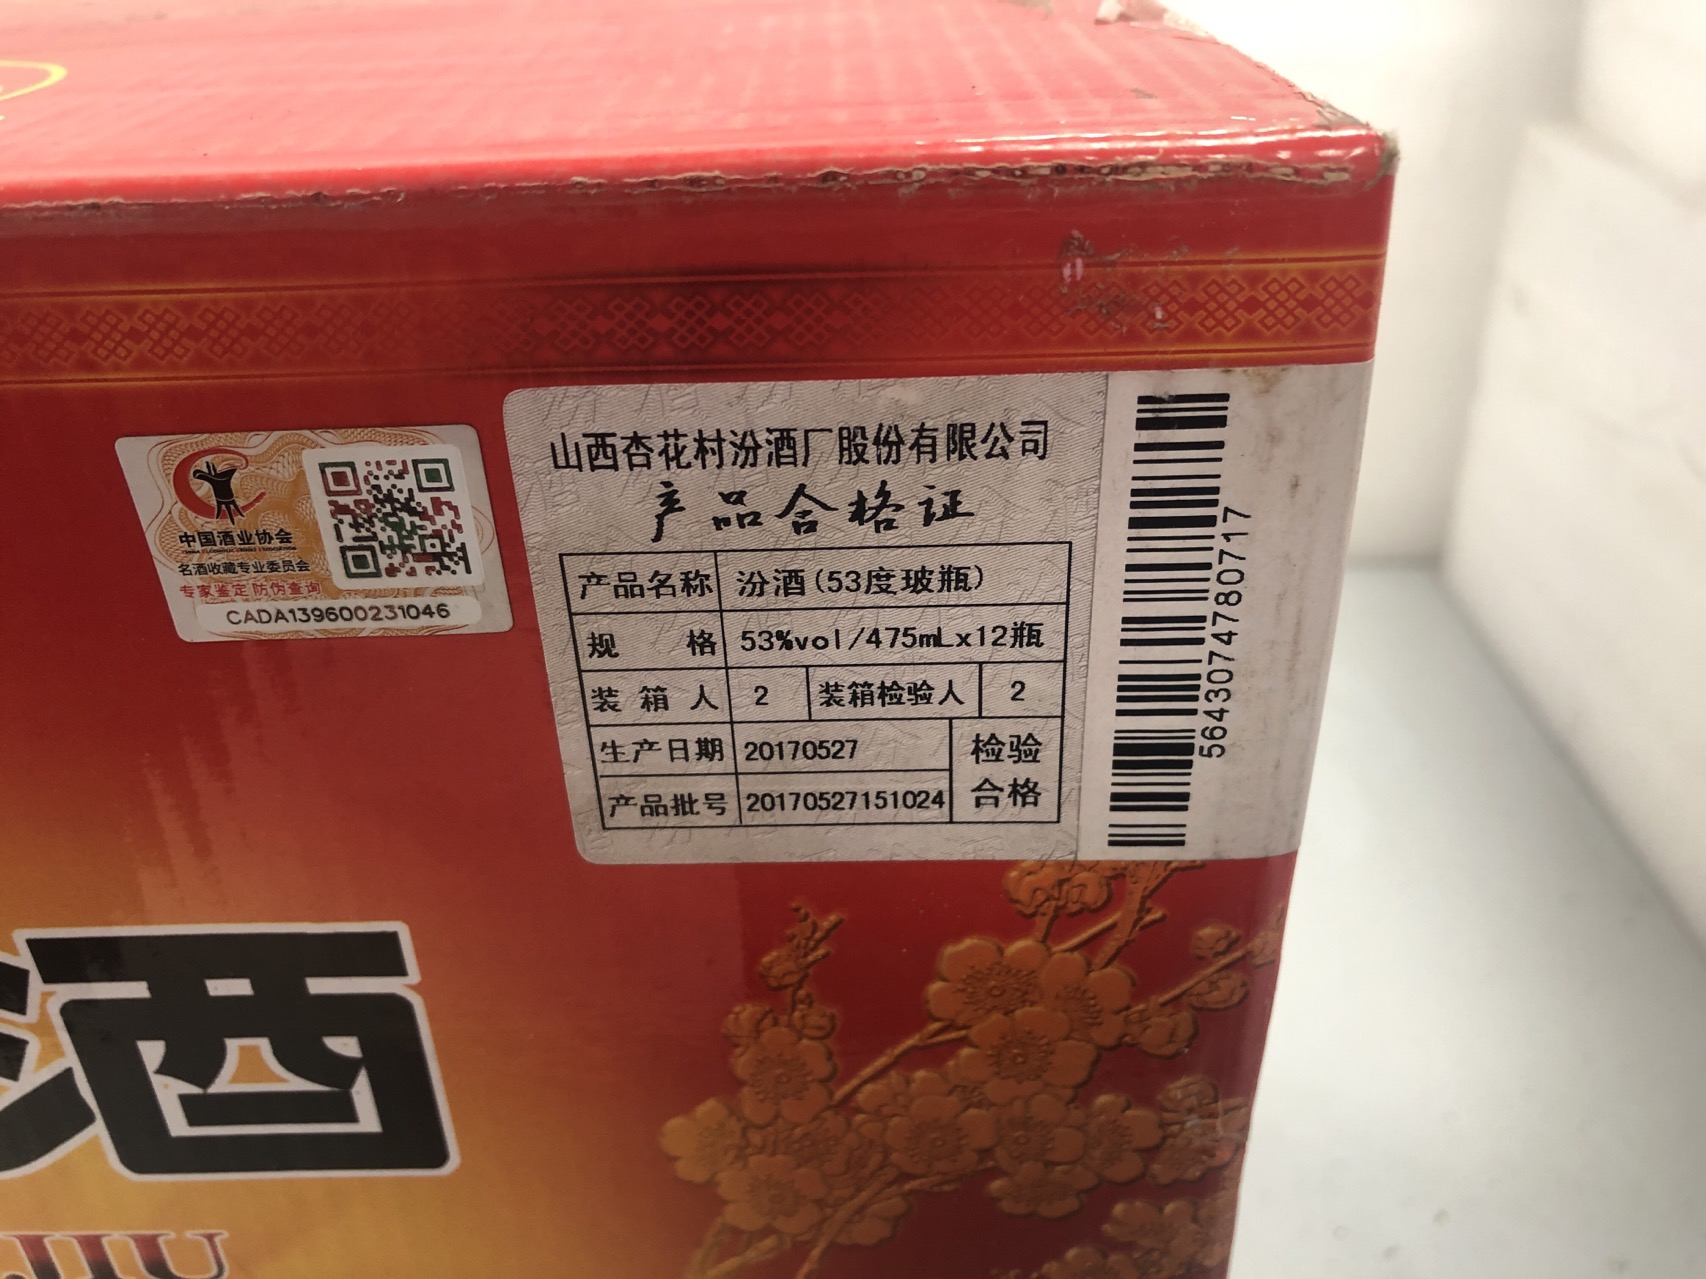 中国酒业协会
名酒收藏专业委员会
专家鉴定 防伪查询
CADA139600231046
山西杏花村汾酒厂股份有限公司
产品合格证
产品名称 汾酒(53度玻瓶)
规 格 53%vol/475mLx12瓶
装箱人 2 装箱检验人 2
生产日期 20170527 检验
产品批号 20170527151024 合格
56430747780717
酒
JIU